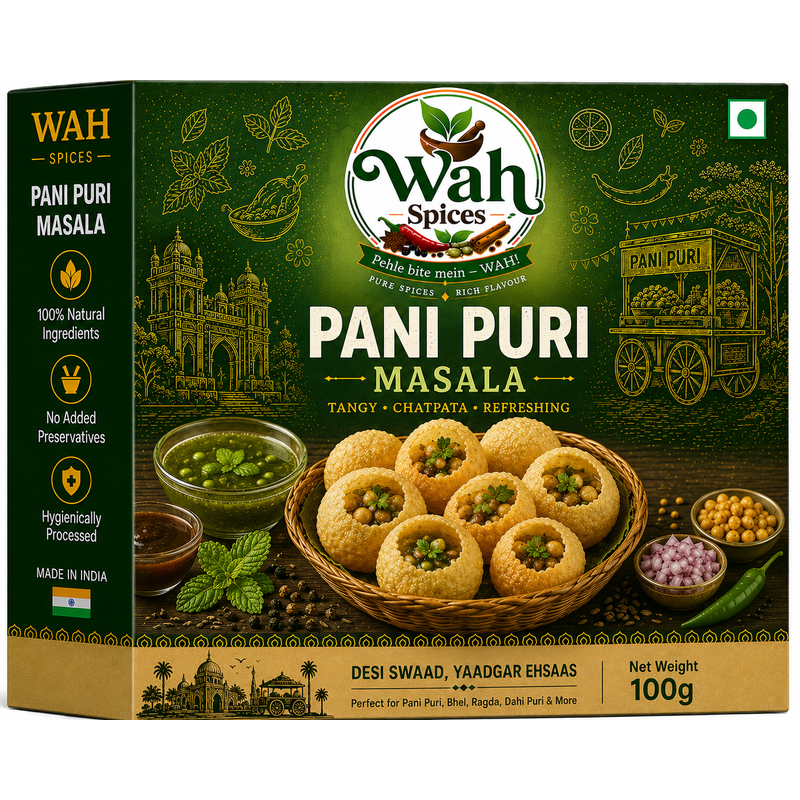 WAH
SPICES
PANI PURI
MASALA
100% Natural
Ingredients
No Added
Preservatives
Hygienically
Processed
MADE IN INDIA
Wah
Spices
Pehle bite mein – WAH!
PURE SPICES RICH FLAVOUR
PANI PURI
PANI PURI
MASALA
TANGY • CHATPATA • REFRESHING
DESI SWAAD, YAADGAR EHSAAS
Perfect for Pani Puri, Bhel, Ragda, Dahi Puri & More
Net Weight
100g